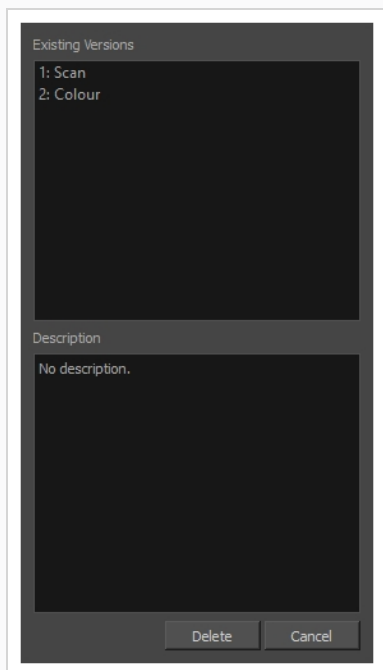 Existing Versions
1: Scan
2: Colour
Description
No description.
Delete Cancel